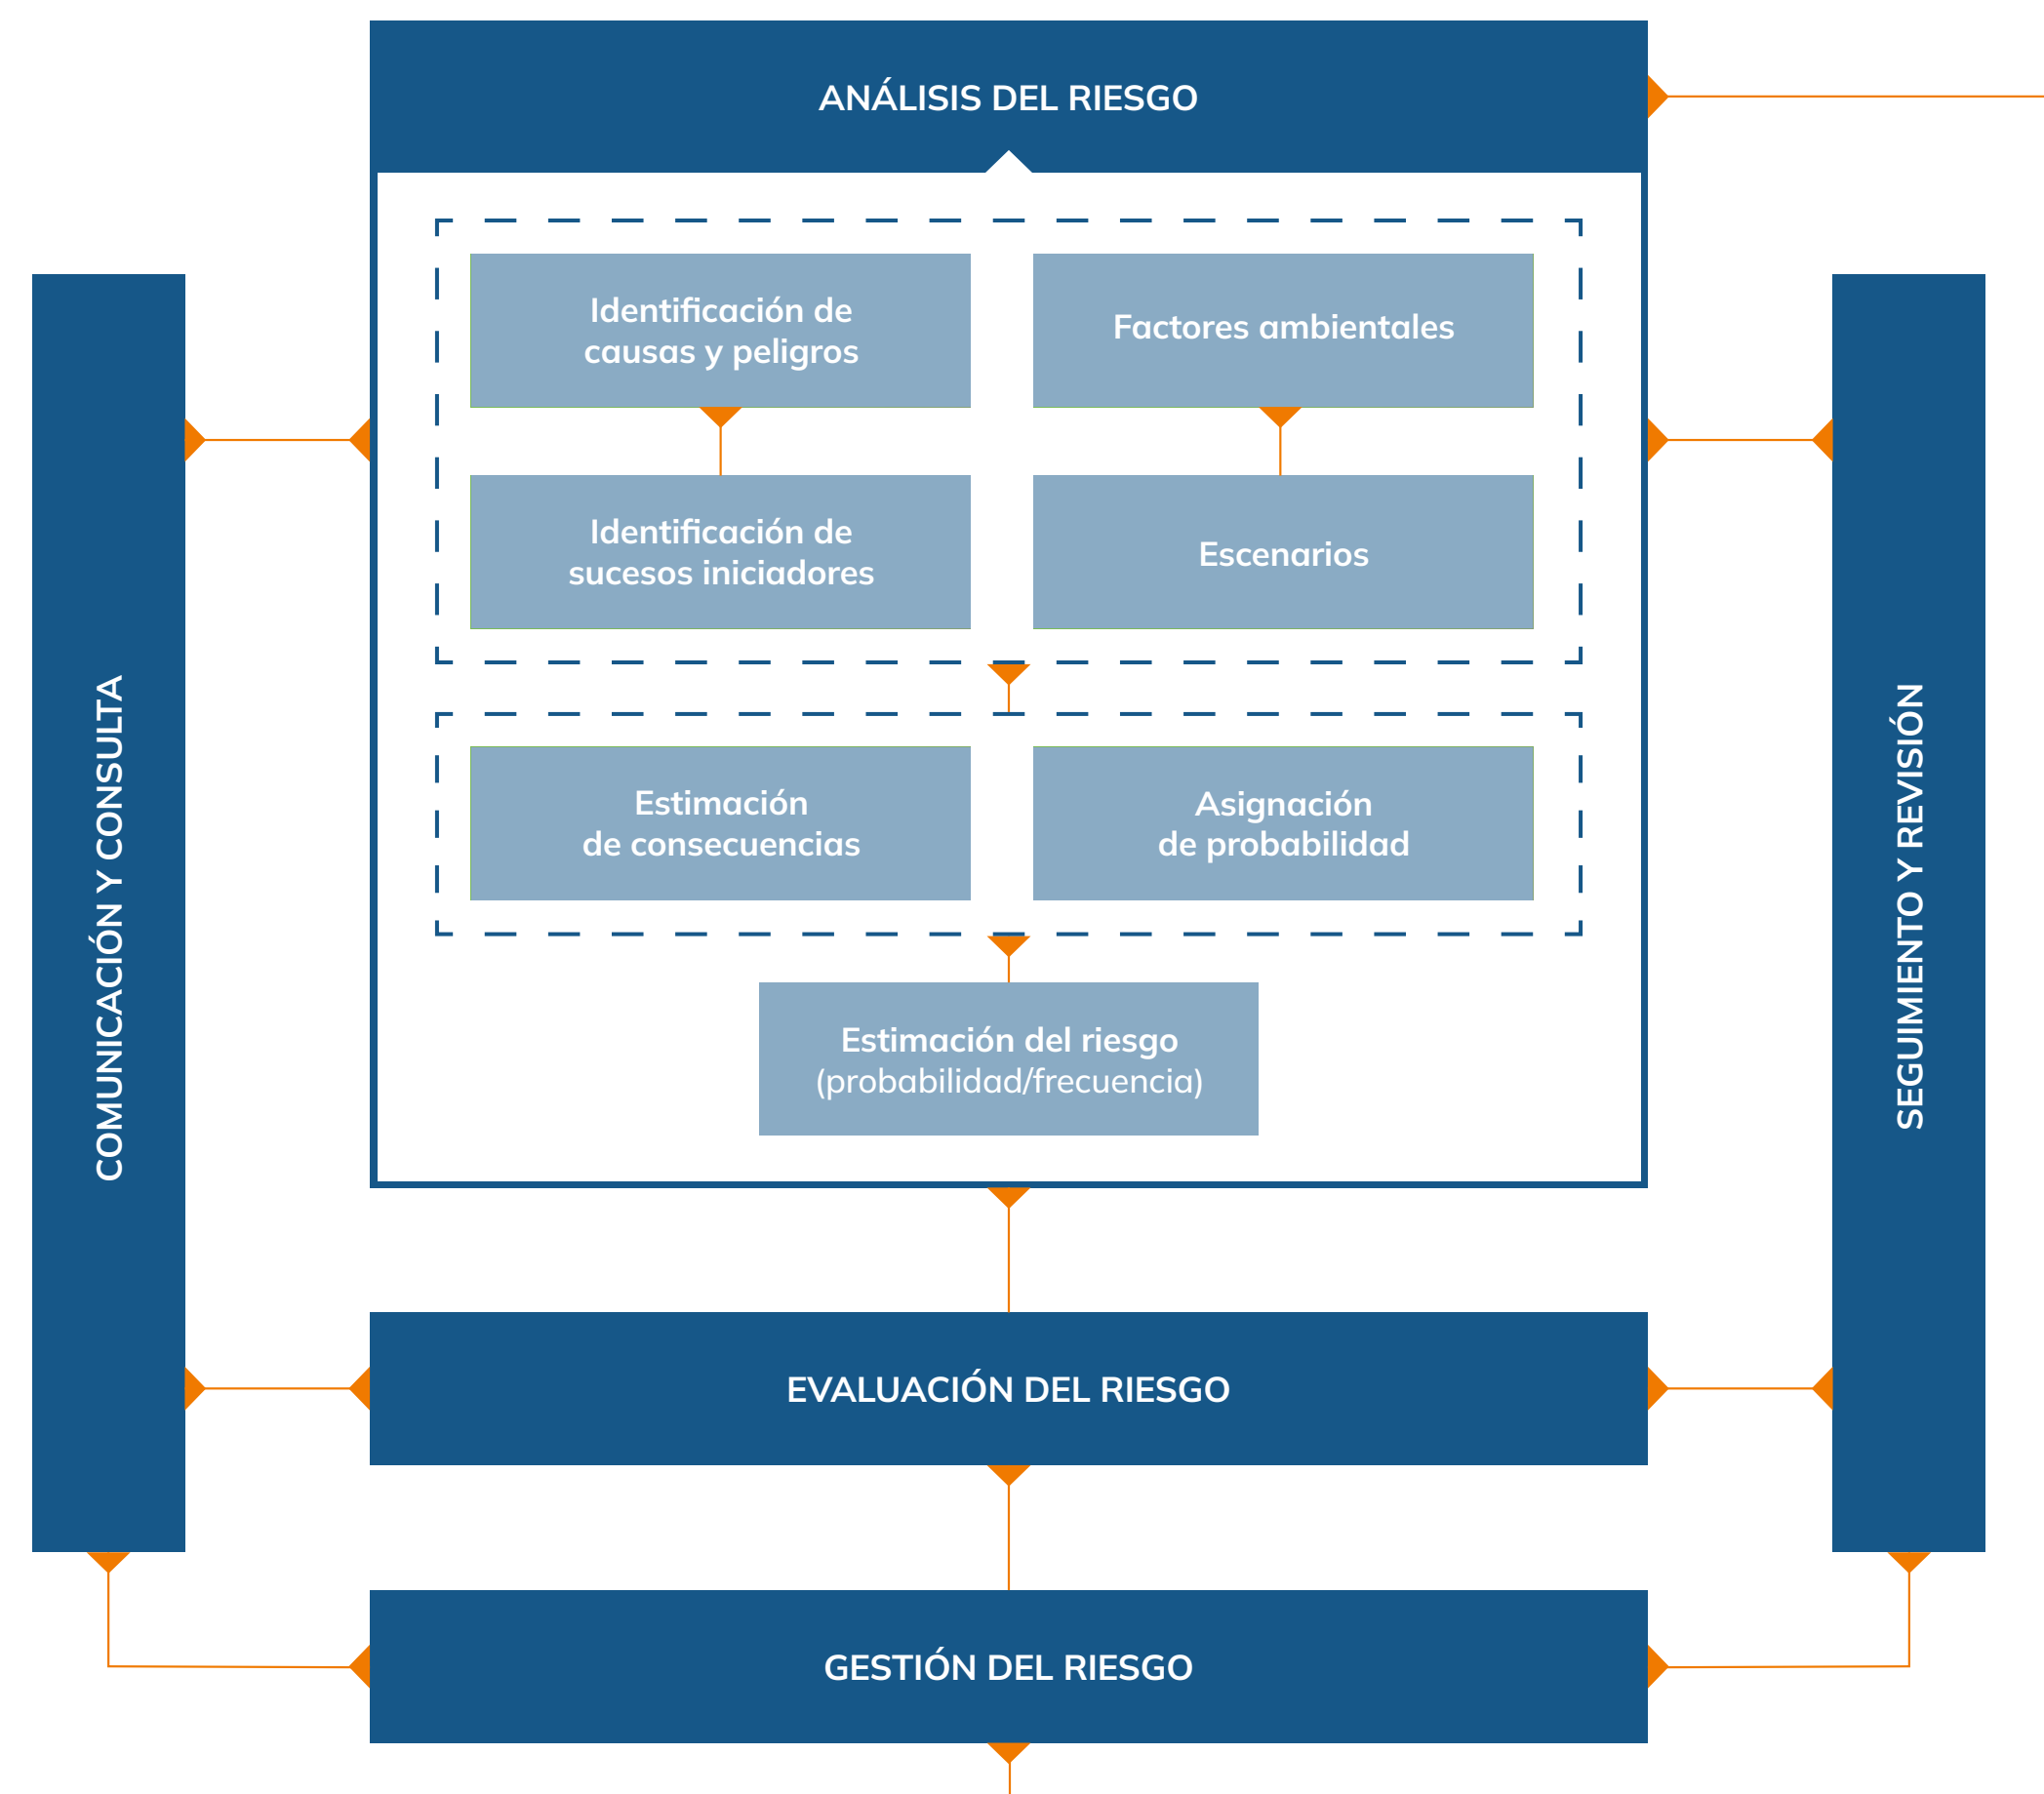 ANÁLISIS DEL RIESGO
Identificación de
causas y peligros
Factores ambientales
Identificación de
sucesos iniciadores
Escenarios
Estimación
de consecuencias
Asignación
de probabilidad
Estimación del riesgo
(probabilidad/frecuencia)
COMUNICACIÓN Y CONSULTA
SEGUIMIENTO Y REVISIÓN
EVALUACIÓN DEL RIESGO
GESTIÓN DEL RIESGO